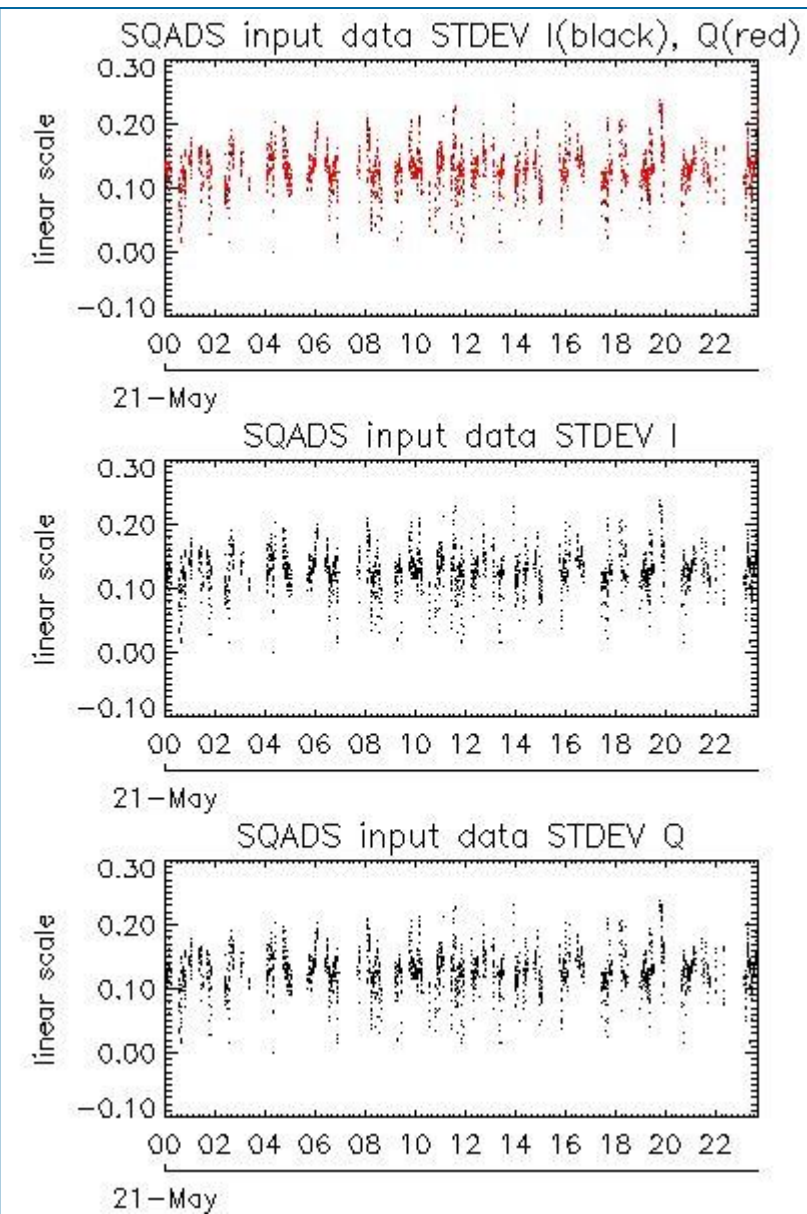 SQADS input data STDEV I(black), Q(red)
0.30
0.20
0.10
0.00
-0.10
linear scale
00 02 04 06 08 10 12 14 16 18 20 22
21-May
SQADS input data STDEV I
0.30
0.20
0.10
0.00
-0.10
linear scale
00 02 04 06 08 10 12 14 16 18 20 22
21-May
SQADS input data STDEV Q
0.30
0.20
0.10
0.00
-0.10
linear scale
00 02 04 06 08 10 12 14 16 18 20 22
21-May